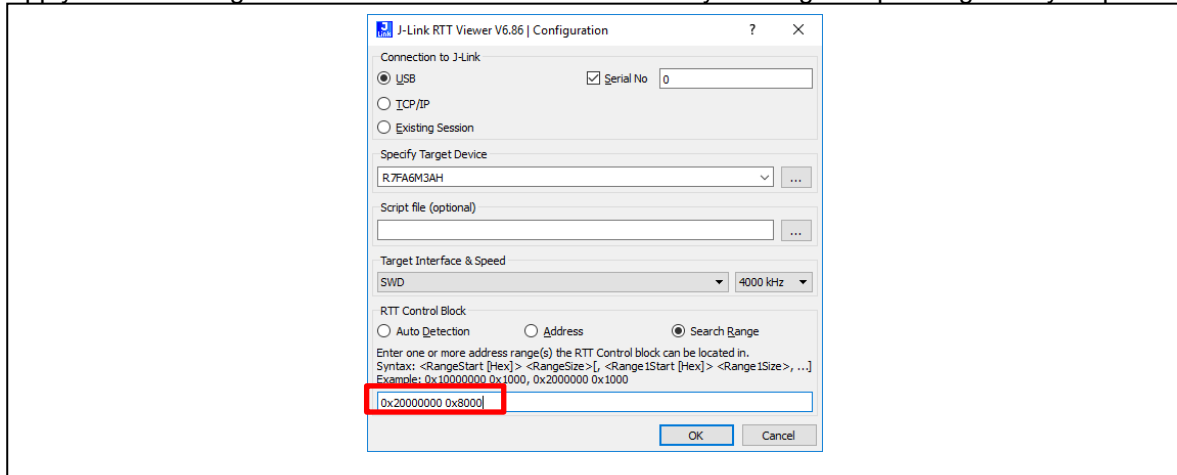 J-Link RTT Viewer V6.86 | Configuration ? ×
Connection to J-Link
USB Serial No 0
TCP/IP
Existing Session
Specify Target Device
R7FA6M3AH ...
Script file (optional)
...
Target Interface & Speed
SWD 4000 kHz
RTT Control Block
Auto Detection Address Search Range
Enter one or more address range(s) the RTT Control block can be located in.
Syntax: <RangeStart [Hex]> <RangeSize>[, <Range1Start [Hex]> <Range1Size>, ...]
Example: 0x10000000 0x1000, 0x2000000 0x1000
0x20000000 0x8000
OK Cancel